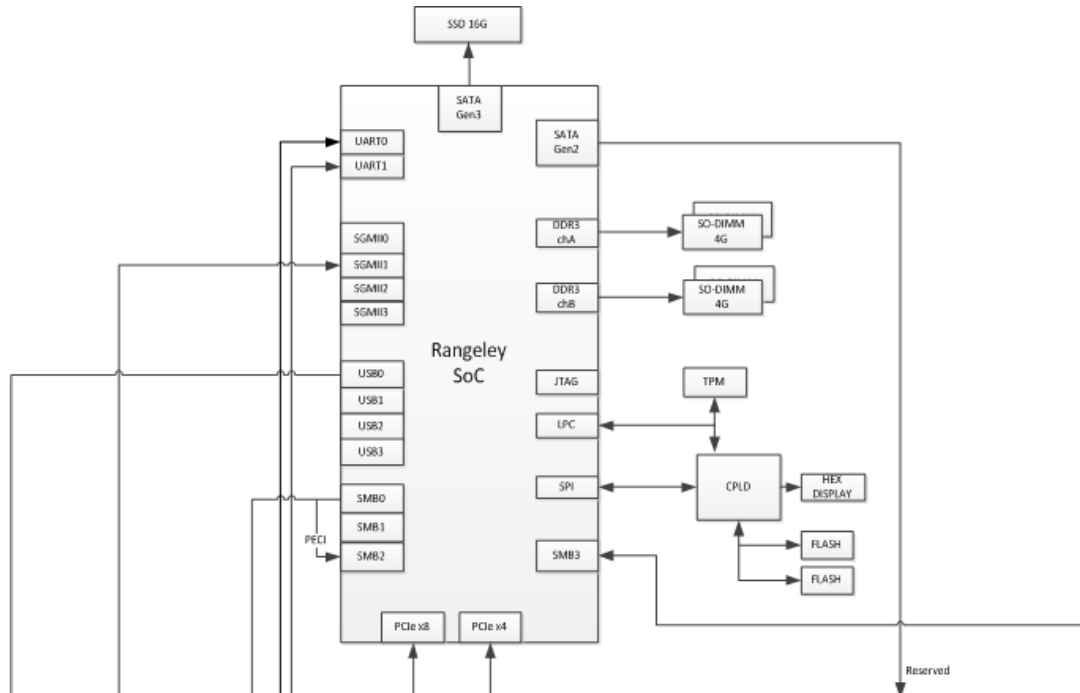 SSD 16G
SATA
Gen3
UART0
UART1
SATA
Gen2
SGMII0
SGMII1
SGMII2
SGMII3
DDR3
chA
SO-DIMM
4G
DDR3
chB
SO-DIMM
4G
Rangeley
SoC
USB0
USB1
USB2
USB3
JTAG
LPC
TPM
SPI
CPLD
HEX
DISPLAY
SMB0
SMB1
SMB2
PECI
SMB3
FLASH
FLASH
PCIe x8
PCIe x4
Reserved